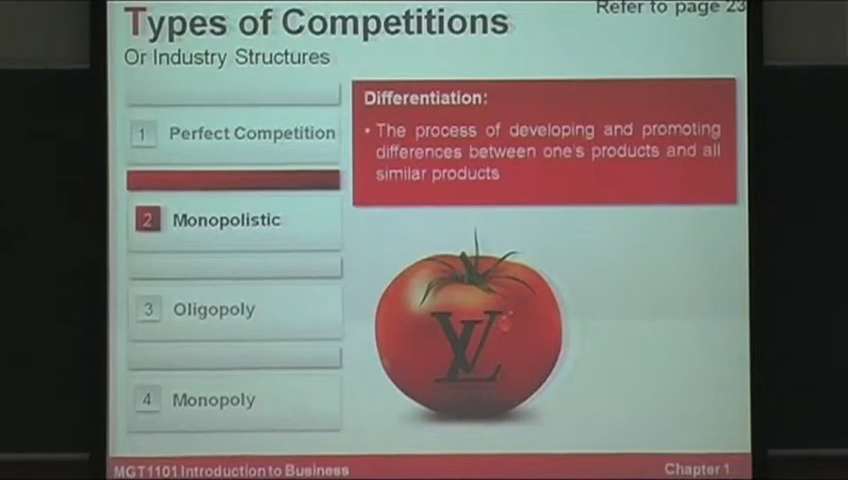 Types of Competitions
Refer to page 23
Or Industry Structures
1 Perfect Competition
2 Monopolistic
3 Oligopoly
4 Monopoly
Differentiation:
• The process of developing and promoting
differences between one's products and all
similar products
LV
MGT1101 Introduction to Business
Chapter 1